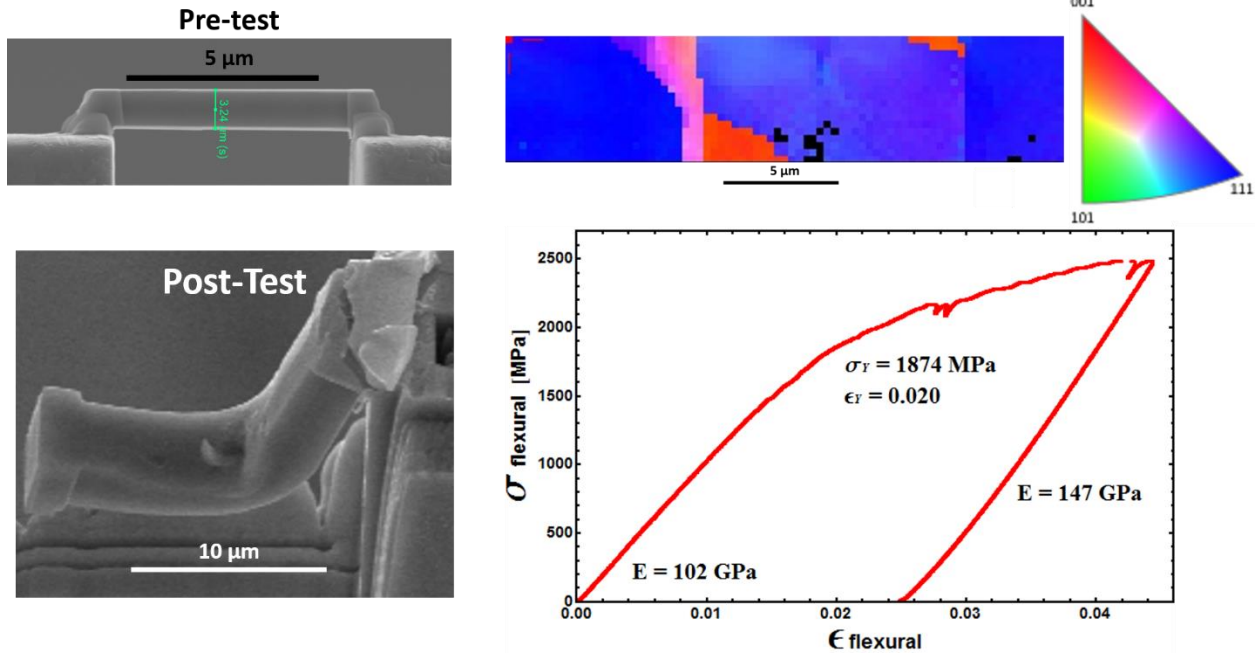 Pre-test
5 µm
3.24 µm (s)
5 µm
001
101
111
Post-Test
10 µm
σ flexural [MPa]
2500
2000
1500
1000
500
0
σY = 1874 MPa
ϵY = 0.020
E = 147 GPa
E = 102 GPa
0.00 0.01 0.02 0.03 0.04
ϵ flexural